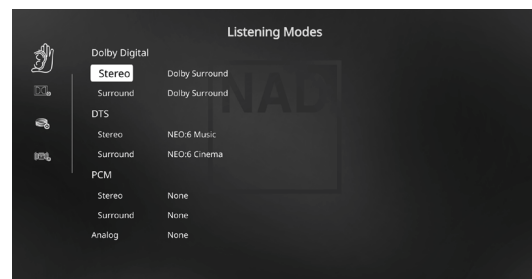 Listening Modes
Dolby Digital
Stereo Dolby Surround
Surround Dolby Surround
DTS
Stereo NEO:6 Music
Surround NEO:6 Cinema
PCM
Stereo None
Surround None
Analog None
NAD